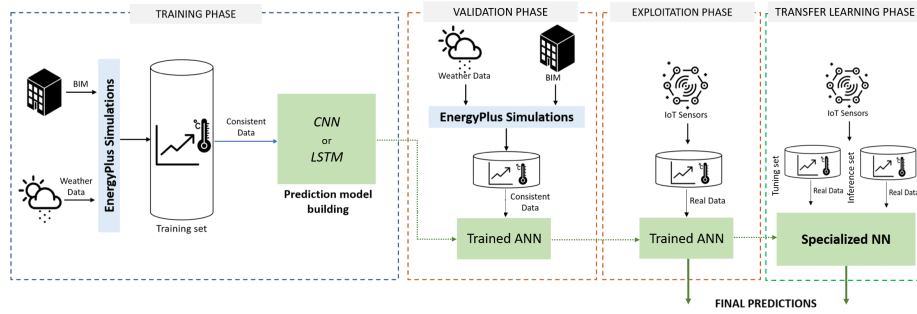 TRAINING PHASE
BIM
Weather
Data
EnergyPlus Simulations
°C
Training set
Consistent
Data
CNN
or
LSTM
Prediction model
building
VALIDATION PHASE
Weather Data
BIM
EnergyPlus Simulations
°C
Consistent
Data
Trained ANN
EXPLOITATION PHASE
IoT Sensors
°C
Real Data
Trained ANN
TRANSFER LEARNING PHASE
IoT Sensors
Tuning set
°C
Real Data
Inference set
°C
Real Data
Specialized NN
FINAL PREDICTIONS